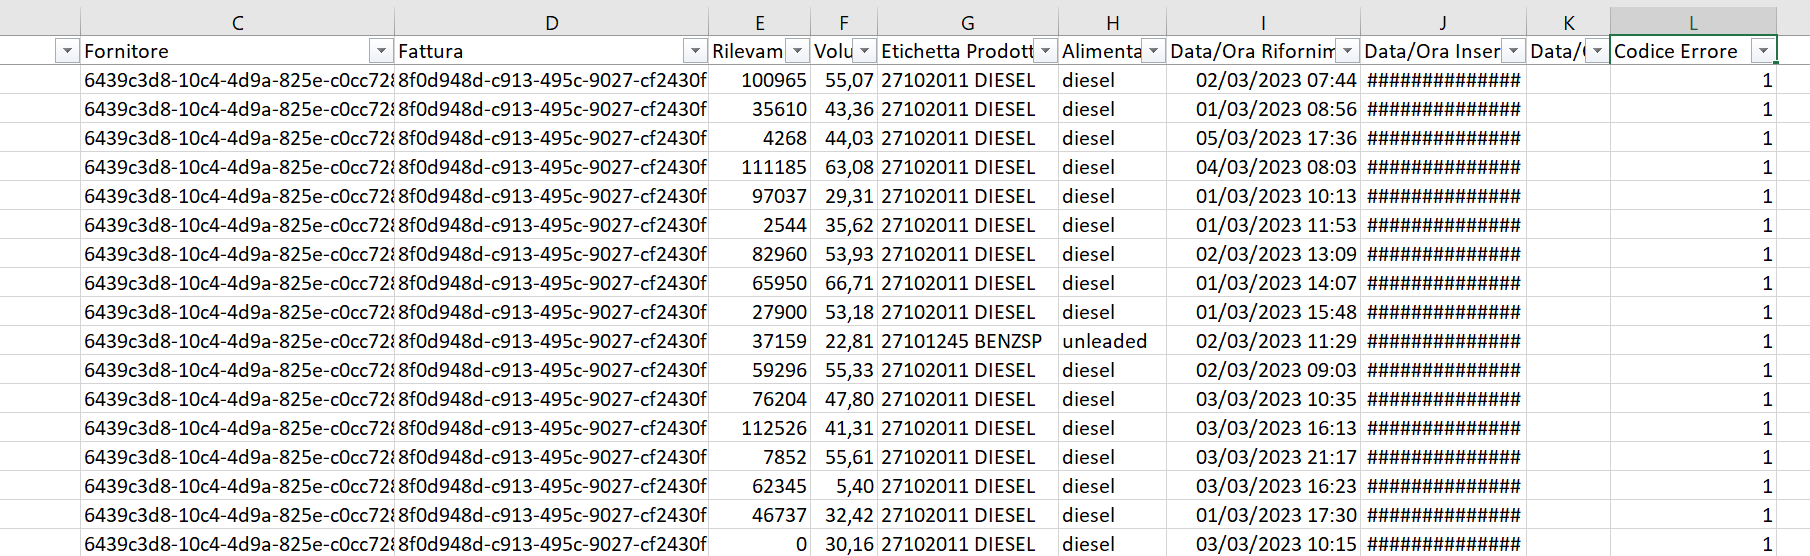 C D E F G H I J K L
Fornitore Fattura Rilevam Volu Etichetta Prodott Alimenta Data/Ora Rifornim Data/Ora Inser Data/( Codice Errore
6439c3d8-10c4-4d9a-825e-c0cc728 8f0d948d-c913-495c-9027-cf2430f 100965 55,07 27102011 DIESEL diesel 02/03/2023 07:44 ############## 1
6439c3d8-10c4-4d9a-825e-c0cc728 8f0d948d-c913-495c-9027-cf2430f 35610 43,36 27102011 DIESEL diesel 01/03/2023 08:56 ############## 1
6439c3d8-10c4-4d9a-825e-c0cc728 8f0d948d-c913-495c-9027-cf2430f 4268 44,03 27102011 DIESEL diesel 05/03/2023 17:36 ############## 1
6439c3d8-10c4-4d9a-825e-c0cc728 8f0d948d-c913-495c-9027-cf2430f 111185 63,08 27102011 DIESEL diesel 04/03/2023 08:03 ############## 1
6439c3d8-10c4-4d9a-825e-c0cc728 8f0d948d-c913-495c-9027-cf2430f 97037 29,31 27102011 DIESEL diesel 01/03/2023 10:13 ############## 1
6439c3d8-10c4-4d9a-825e-c0cc728 8f0d948d-c913-495c-9027-cf2430f 2544 35,62 27102011 DIESEL diesel 01/03/2023 11:53 ############## 1
6439c3d8-10c4-4d9a-825e-c0cc728 8f0d948d-c913-495c-9027-cf2430f 82960 53,93 27102011 DIESEL diesel 02/03/2023 13:09 ############## 1
6439c3d8-10c4-4d9a-825e-c0cc728 8f0d948d-c913-495c-9027-cf2430f 65950 66,71 27102011 DIESEL diesel 01/03/2023 14:07 ############## 1
6439c3d8-10c4-4d9a-825e-c0cc728 8f0d948d-c913-495c-9027-cf2430f 27900 53,18 27102011 DIESEL diesel 01/03/2023 15:48 ############## 1
6439c3d8-10c4-4d9a-825e-c0cc728 8f0d948d-c913-495c-9027-cf2430f 37159 22,81 27101245 BENZSP unleaded 02/03/2023 11:29 ############## 1
6439c3d8-10c4-4d9a-825e-c0cc728 8f0d948d-c913-495c-9027-cf2430f 59296 55,33 27102011 DIESEL diesel 02/03/2023 09:03 ############## 1
6439c3d8-10c4-4d9a-825e-c0cc728 8f0d948d-c913-495c-9027-cf2430f 76204 47,80 27102011 DIESEL diesel 03/03/2023 10:35 ############## 1
6439c3d8-10c4-4d9a-825e-c0cc728 8f0d948d-c913-495c-9027-cf2430f 112526 41,31 27102011 DIESEL diesel 03/03/2023 16:13 ############## 1
6439c3d8-10c4-4d9a-825e-c0cc728 8f0d948d-c913-495c-9027-cf2430f 7852 55,61 27102011 DIESEL diesel 03/03/2023 21:17 ############## 1
6439c3d8-10c4-4d9a-825e-c0cc728 8f0d948d-c913-495c-9027-cf2430f 62345 5,40 27102011 DIESEL diesel 03/03/2023 16:23 ############## 1
6439c3d8-10c4-4d9a-825e-c0cc728 8f0d948d-c913-495c-9027-cf2430f 46737 32,42 27102011 DIESEL diesel 01/03/2023 17:30 ############## 1
6439c3d8-10c4-4d9a-825e-c0cc728 8f0d948d-c913-495c-9027-cf2430f 0 30,16 27102011 DIESEL diesel 03/03/2023 10:15 ############## 1